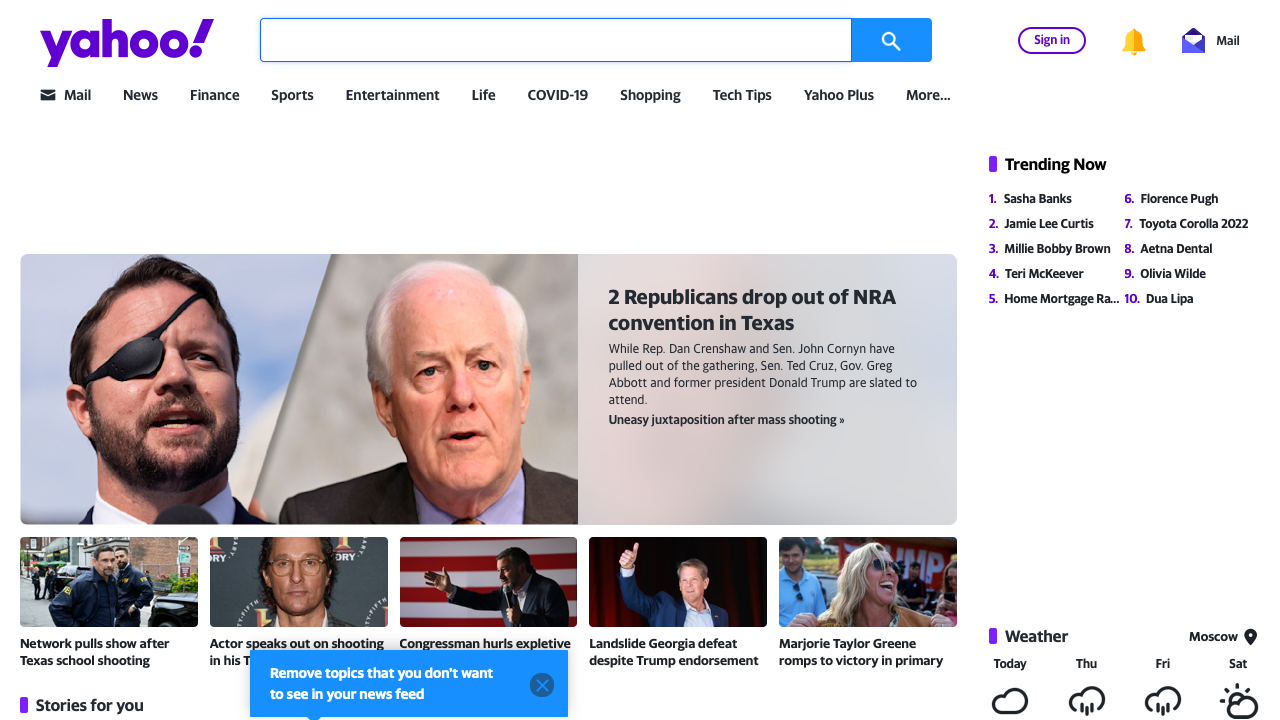 yahoo!
Sign in
Mail
Mail
News
Finance
Sports
Entertainment
Life
COVID-19
Shopping
Tech Tips
Yahoo Plus
More...
Trending Now
1. Sasha Banks
2. Jamie Lee Curtis
3. Millie Bobby Brown
4. Teri McKeever
5. Home Mortgage Ra...
6. Florence Pugh
7. Toyota Corolla 2022
8. Aetna Dental
9. Olivia Wilde
10. Dua Lipa
2 Republicans drop out of NRA
convention in Texas
While Rep. Dan Crenshaw and Sen. John Cornyn have
pulled out of the gathering, Sen. Ted Cruz, Gov. Greg
Abbott and former president Donald Trump are slated to
attend.
Uneasy juxtaposition after mass shooting »
Network pulls show after
Texas school shooting
Actor speaks out on shooting
in his T
Congressman hurls expletive
Landslide Georgia defeat
despite Trump endorsement
Marjorie Taylor Greene
romps to victory in primary
Remove topics that you don't want
to see in your news feed
Stories for you
Weather
Moscow
Today
Thu
Fri
Sat